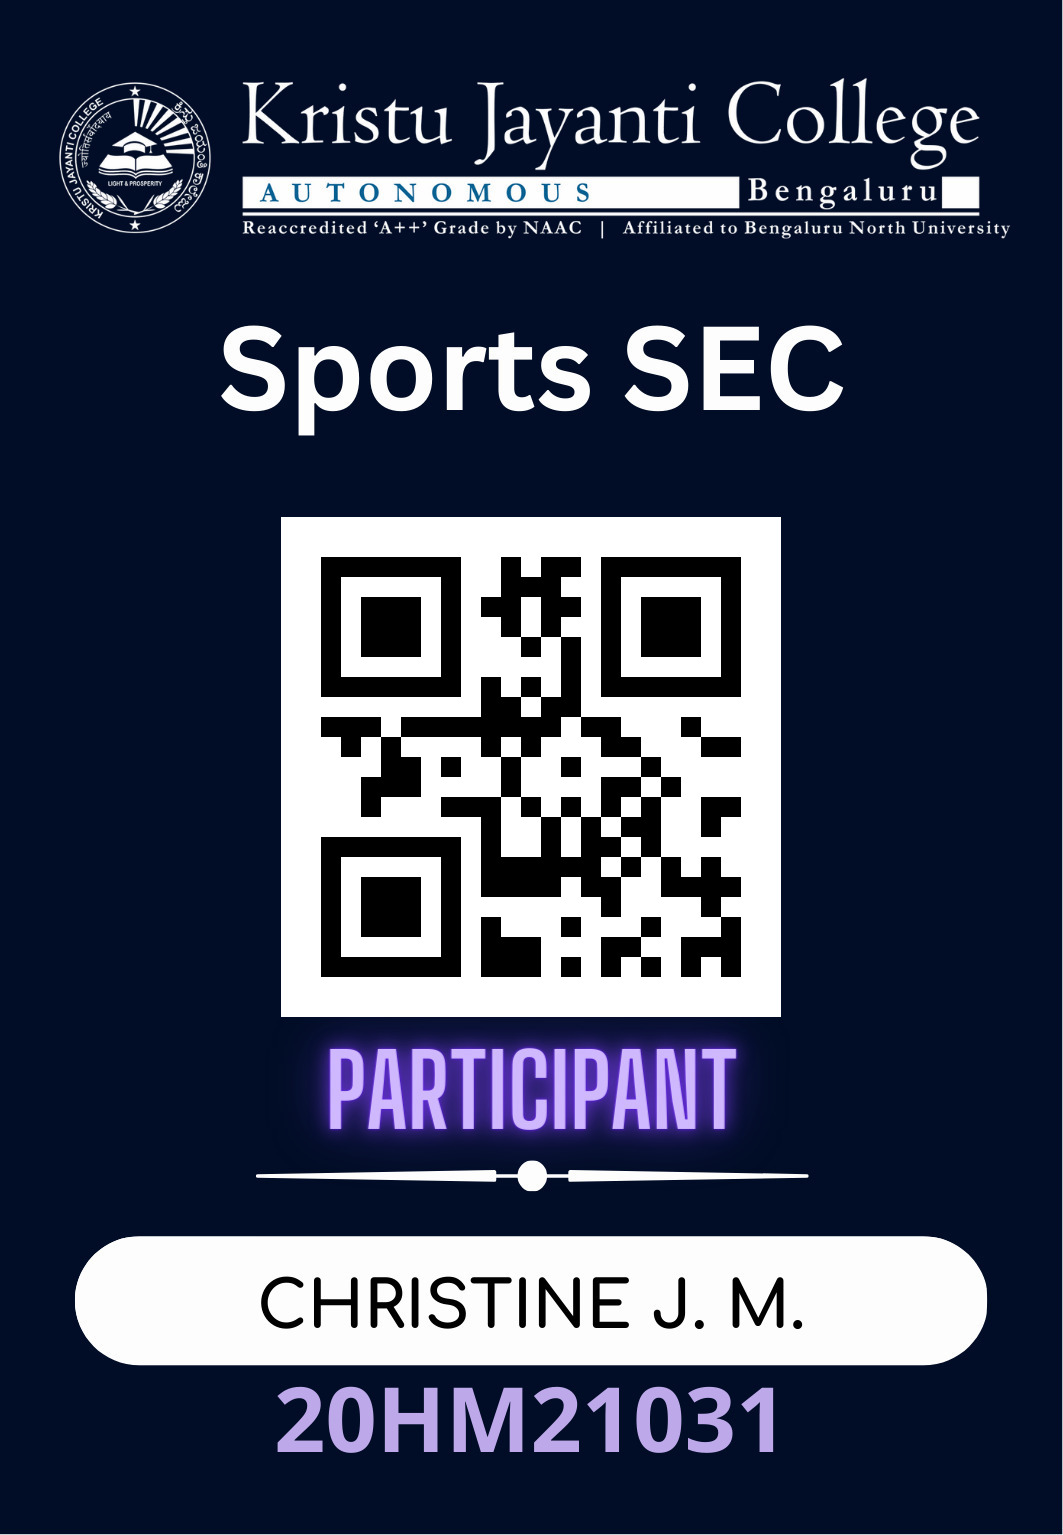 Kristu Jayanti College
AUTONOMOUS Bengaluru
Reaccredited ‘A++’ Grade by NAAC | Affiliated to Bengaluru North University
KRISTU JAYANTI COLLEGE
LIGHT & PROSPERITY
Sports SEC
PARTICIPANT
CHRISTINE J. M.
20HM21031